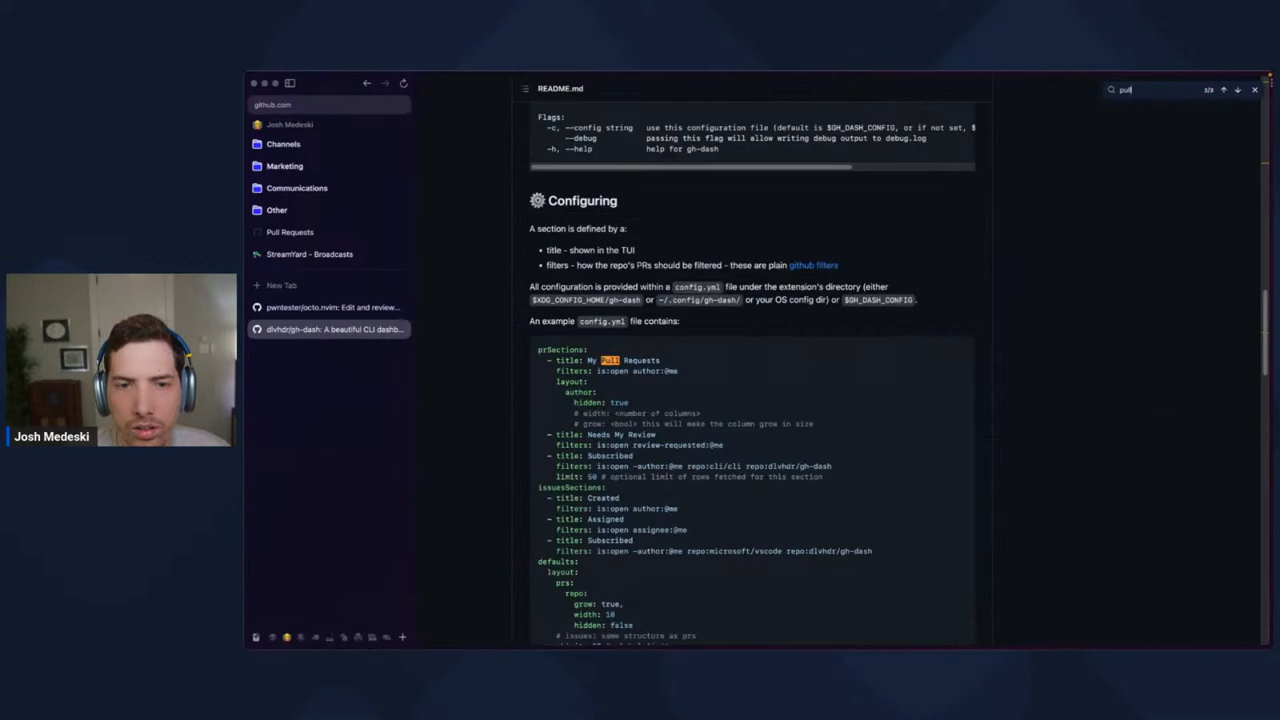 github.com
Josh Medeski
Channels
Marketing
Communications
Other
Pull Requests
StreamYard - Broadcasts
New Tab
pwntester/octo.nvim: Edit and review...
dlvhdr/gh-dash: A beautiful CLI dashb...
Josh Medeski
README.md
pull
Flags:
-c, --config string use this configuration file (default is $GH_DASH_CONFIG, or if not set, $
--debug passing this flag will allow writing debug output to debug.log
-h, --help help for gh-dash
Configuring
A section is defined by a:
• title - shown in the TUI
• filters - how the repo's PRs should be filtered - these are plain github filters
All configuration is provided within a config.yml file under the extension's directory (either
$XDG_CONFIG_HOME/gh-dash or ~/.config/gh-dash/ or your OS config dir) or $GH_DASH_CONFIG .
An example config.yml file contains:
prSections:
- title: My Pull Requests
filters: is:open author:@me
layout:
author:
hidden: true
# width: <number of columns>
# grow: <bool> this will make the column grow in size
- title: Needs My Review
filters: is:open review-requested:@me
- title: Subscribed
filters: is:open -author:@me repo:cli/cli repo:dlvhdr/gh-dash
limit: 50 # optional limit of rows fetched for this section
issuesSections:
- title: Created
filters: is:open author:@me
- title: Assigned
filters: is:open assignee:@me
- title: Subscribed
filters: is:open -author:@me repo:microsoft/vscode repo:dlvhdr/gh-dash
defaults:
layout:
prs:
repo:
grow: true,
width: 10
hidden: false
# issues: same structure as prs